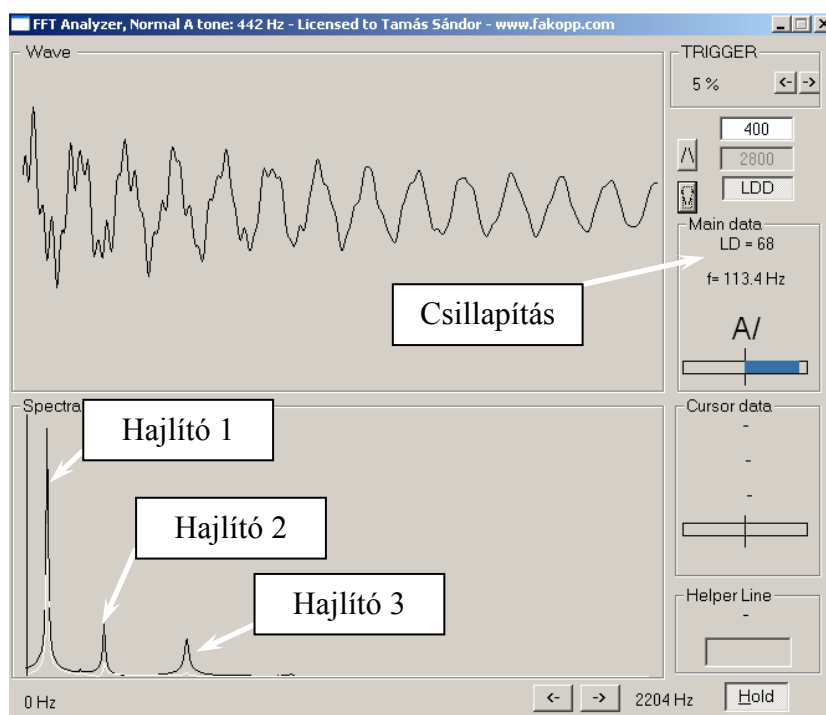 FFT Analyzer, Normal A tone: 442 Hz - Licensed to Tamás Sándor - www.fakopp.com
Wave
TRIGGER
5 %
<- ->
400
2800
LDD
Main data
LD = 68
f= 113.4 Hz
Csillapítás
A/
Spectra
Cursor data
-
-
-
Hajlító 1
Hajlító 2
Hajlító 3
Helper Line
-
0 Hz
<- ->
2204 Hz
Hold